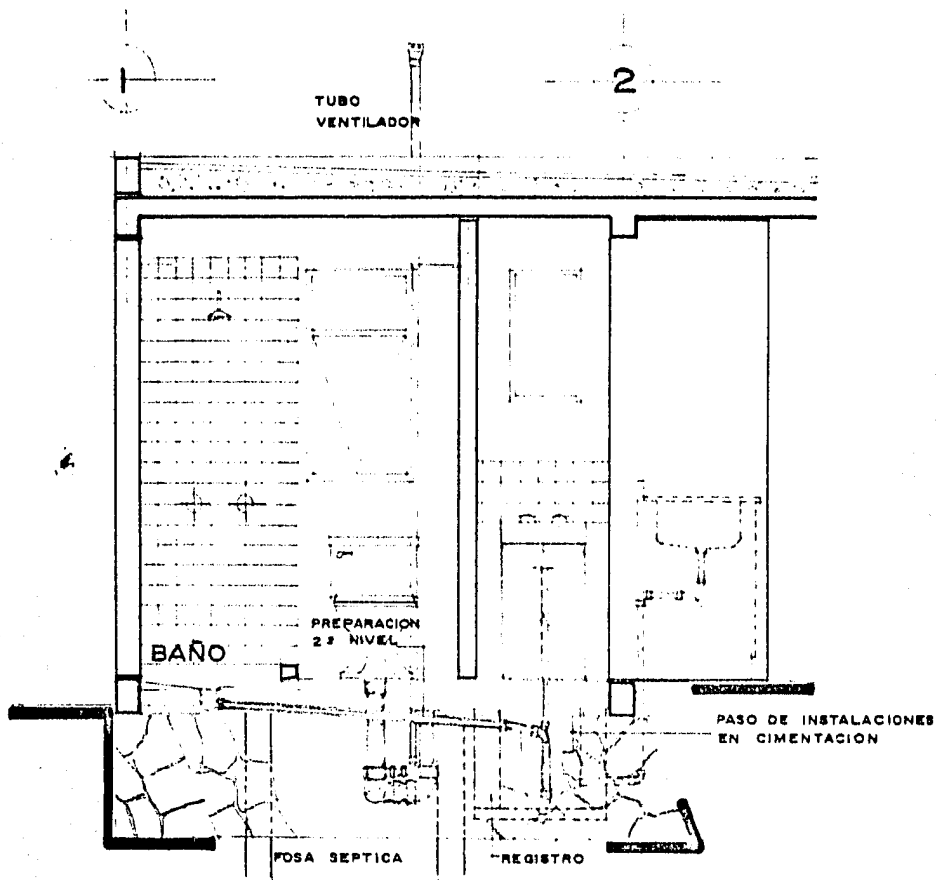 1
2
TUBO
VENTILADOR
PREPARACION
2º NIVEL
BAÑO
PASO DE INSTALACIONES
EN CIMENTACION
FOSA SEPTICA
REGISTRO